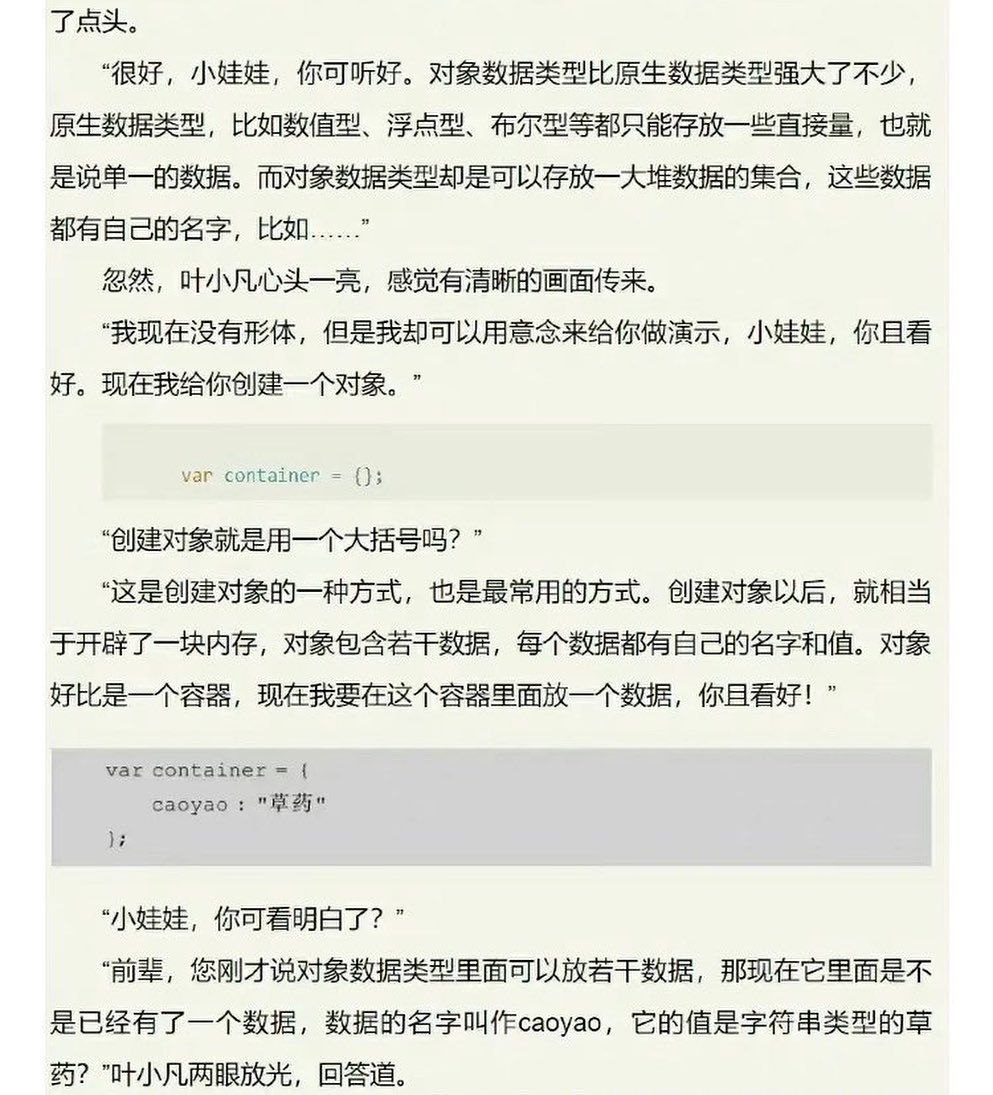 了点头。
“很好，小娃娃，你可听好。对象数据类型比原生数据类型强大了不少，
原生数据类型，比如数值型、浮点型、布尔型等都只能存放一些直接量，也就
是说单一的数据。而对象数据类型却是可以存放一大堆数据的集合，这些数据
都有自己的名字，比如……”
忽然，叶小凡心头一亮，感觉有清晰的画面传来。
“我现在没有形体，但是我却可以用意念来给你做演示，小娃娃，你且看
好。现在我给你创建一个对象。”
var container = {};
“创建对象就是用一个大括号吗？”
“这是创建对象的一种方式，也是最常用的方式。创建对象以后，就相当
于开辟了一块内存，对象包含若干数据，每个数据都有自己的名字和值。对象
好比是一个容器，现在我要在这个容器里面放一个数据，你且看好！”
var container = {
caoyao : "草药"
};
“小娃娃，你可看明白了？”
“前辈，您刚才说对象数据类型里面可以放若干数据，那现在它里面是不
是已经有了一个数据，数据的名字叫作caoyao，它的值是字符串类型的草
药？”叶小凡两眼放光，回答道。